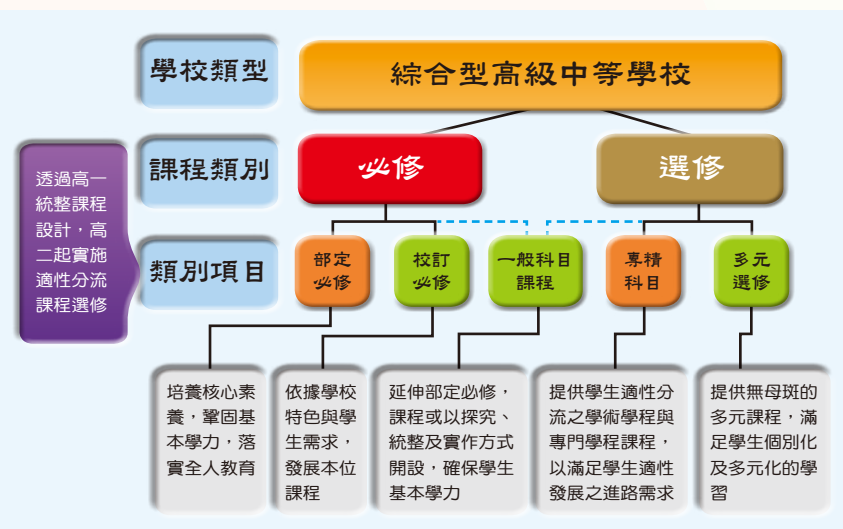 學校類型
綜合型高級中等學校
課程類別
必修
選修
透過高一
統整課程
設計，高
二起實施
適性分流
課程選修
類別項目
部定
必修
校訂
必修
一般科目
課程
專精
科目
多元
選修
培養核心素
養，鞏固基
本學力，落
實全人教育
依據學校
特色與學
生需求，
發展本位
課程
延伸部定必修，
課程或以探究、
統整及實作方式
開設，確保學生
基本學力
提供學生適性分
流之學術學程與
專門學程課程，
以滿足學生適性
發展之進路需求
提供無母班的
多元課程，滿
足學生個別化
及多元化的學
習